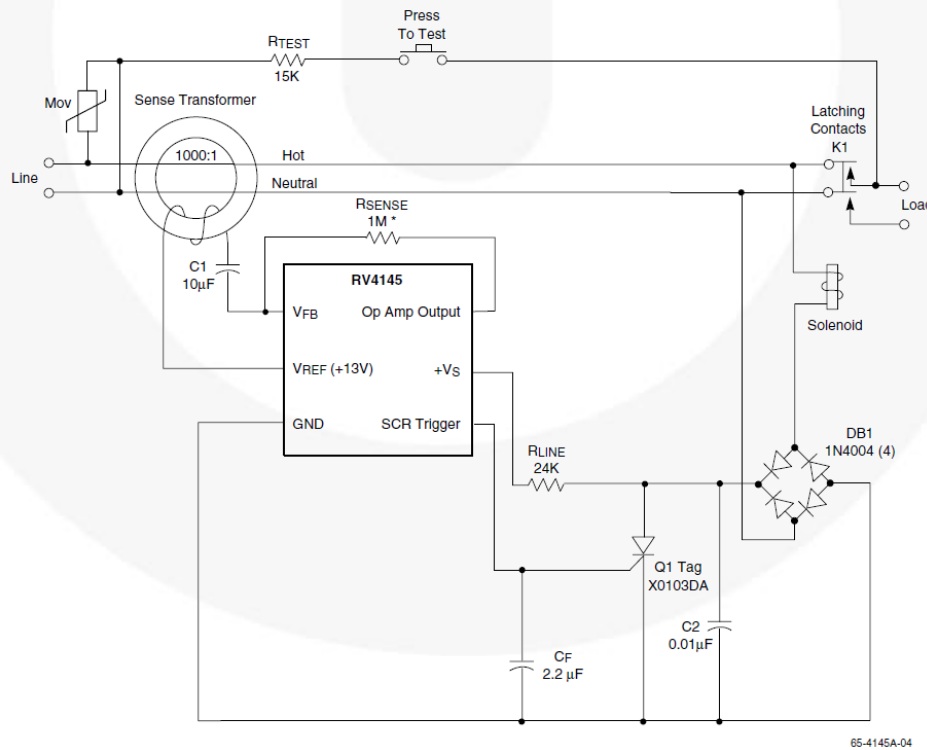 Press
To Test
RTEST
15K
Mov
Sense Transformer
Latching
Contacts
K1
1000:1
Hot
Line
Neutral
Load
RSENSE
1M *
C1
10µF
RV4145
VFB
Op Amp Output
Solenoid
VREF (+13V)
+VS
GND
SCR Trigger
DB1
1N4004 (4)
RLINE
24K
Q1 Tag
X0103DA
C2
0.01µF
CF
2.2 µF
65-4145A-04